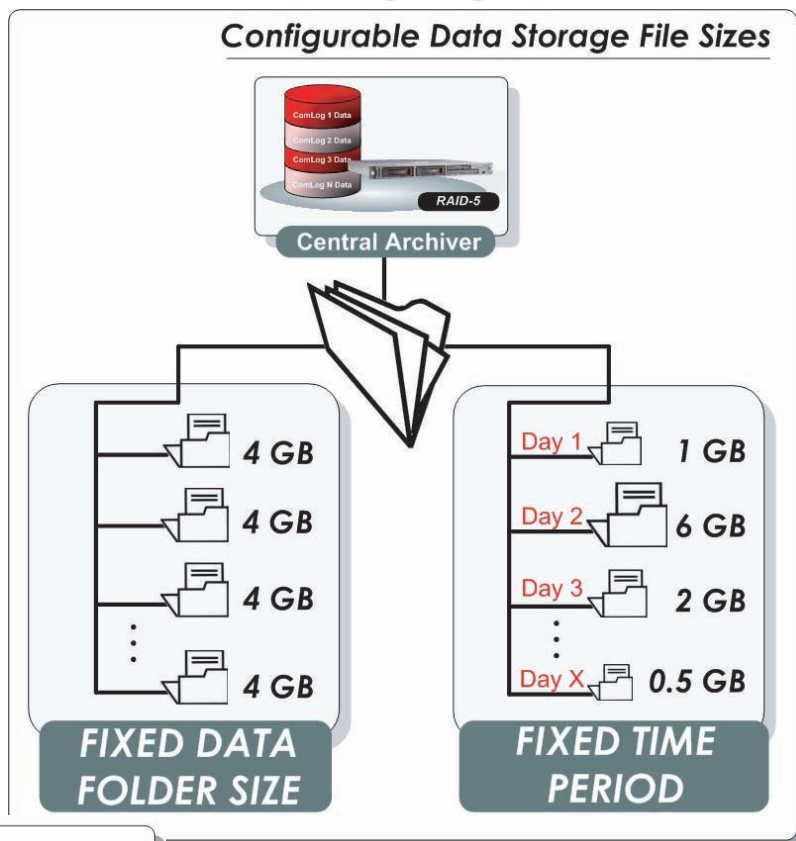 Configurable Data Storage File Sizes
ComLog 1 Data
ComLog 2 Data
ComLog 3 Data
ComLog N Data
RAID-5
Central Archiver
4 GB
4 GB
4 GB
4 GB
FIXED DATA
FOLDER SIZE
Day 1 1 GB
Day 2 6 GB
Day 3 2 GB
Day X 0.5 GB
FIXED TIME
PERIOD